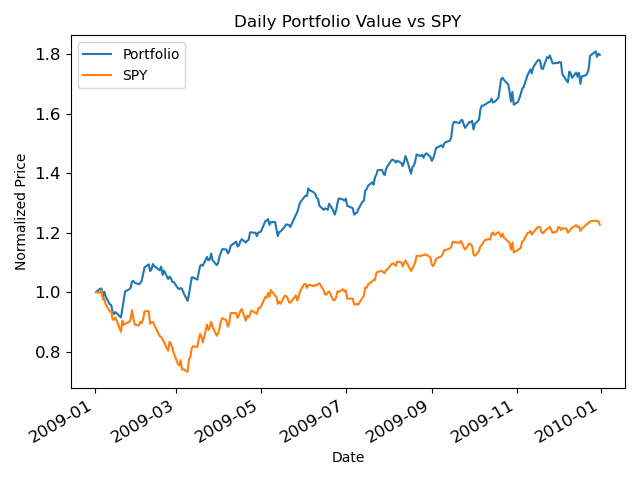 Daily Portfolio Value vs SPY
Portfolio
SPY
Normalized Price
1.8
1.6
1.4
1.2
1.0
0.8
2009-01
2009-03
2009-05
2009-07
2009-09
2009-11
2010-01
Date